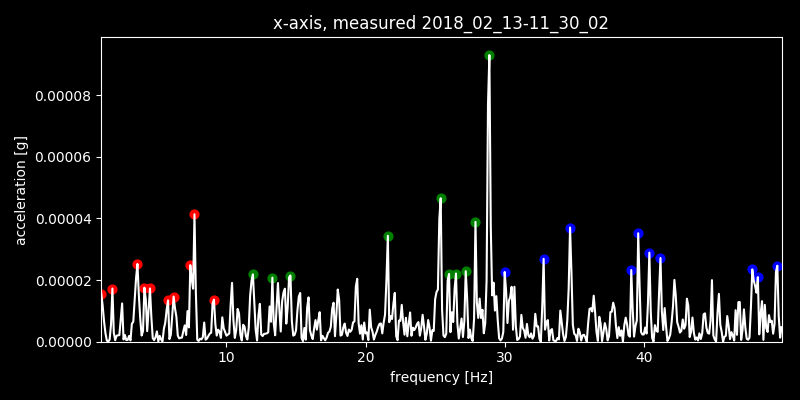 x-axis, measured 2018_02_13-11_30_02
acceleration [g]
0.00008
0.00006
0.00004
0.00002
0.00000
10 20 30 40
frequency [Hz]